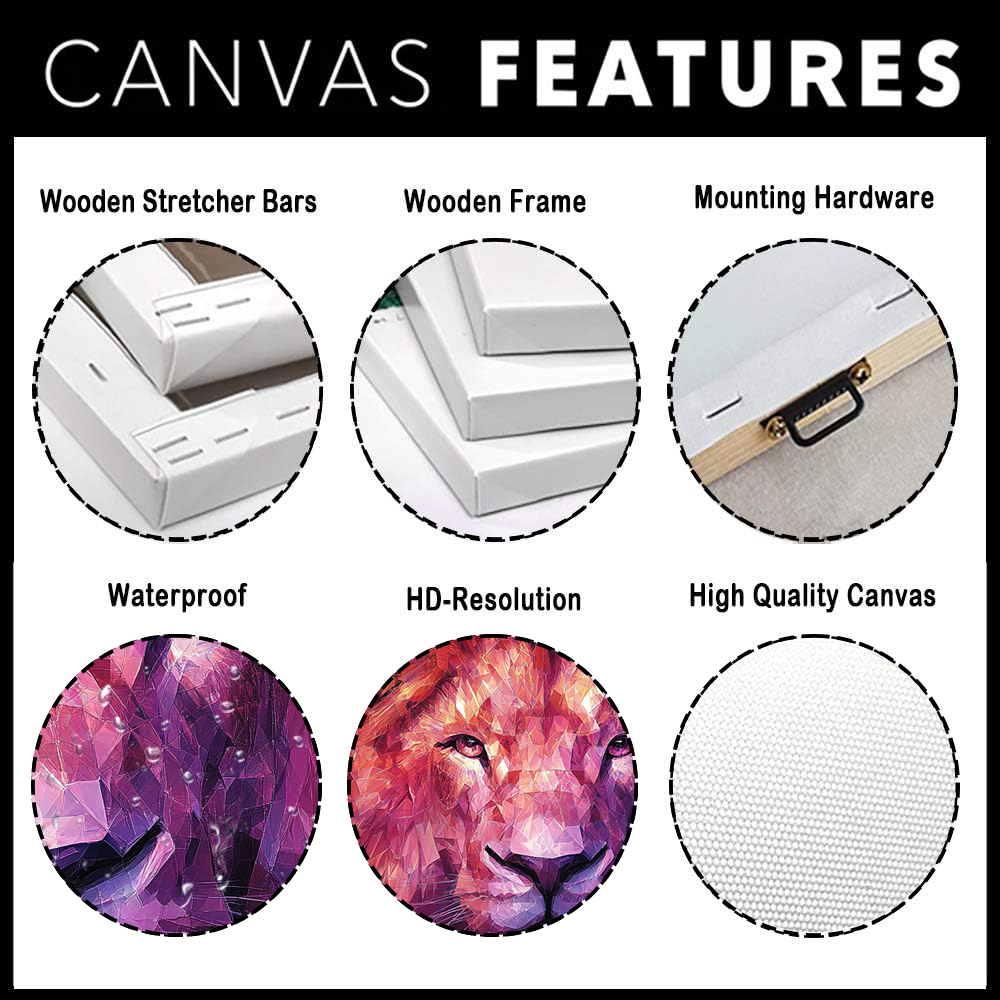 CANVAS FEATURES
Wooden Stretcher Bars
Wooden Frame
Mounting Hardware
Waterproof
HD-Resolution
High Quality Canvas